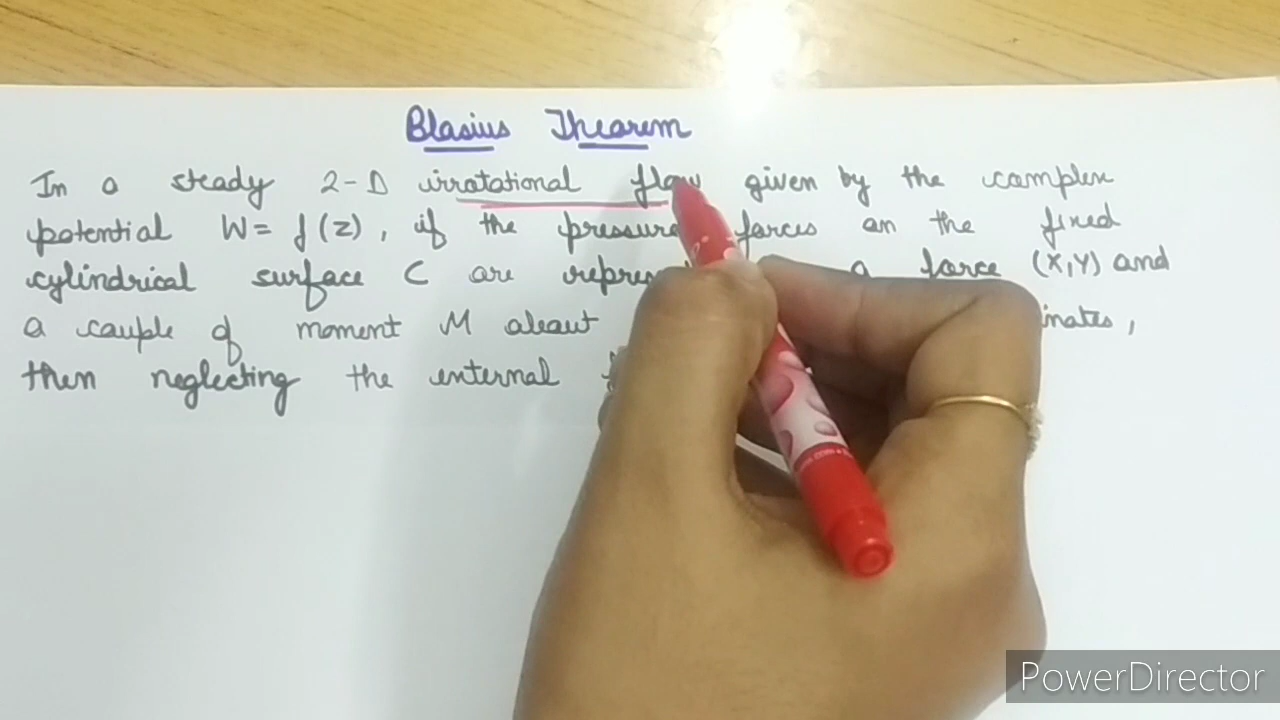 Blasius Theorem
In a steady 2-D irrotational flow given by the complex
potential W = f(z), if the pressure forces on the fixed
cylindrical surface C are a force (X,Y) and
a couple of moment M about
then neglecting the external
PowerDirector